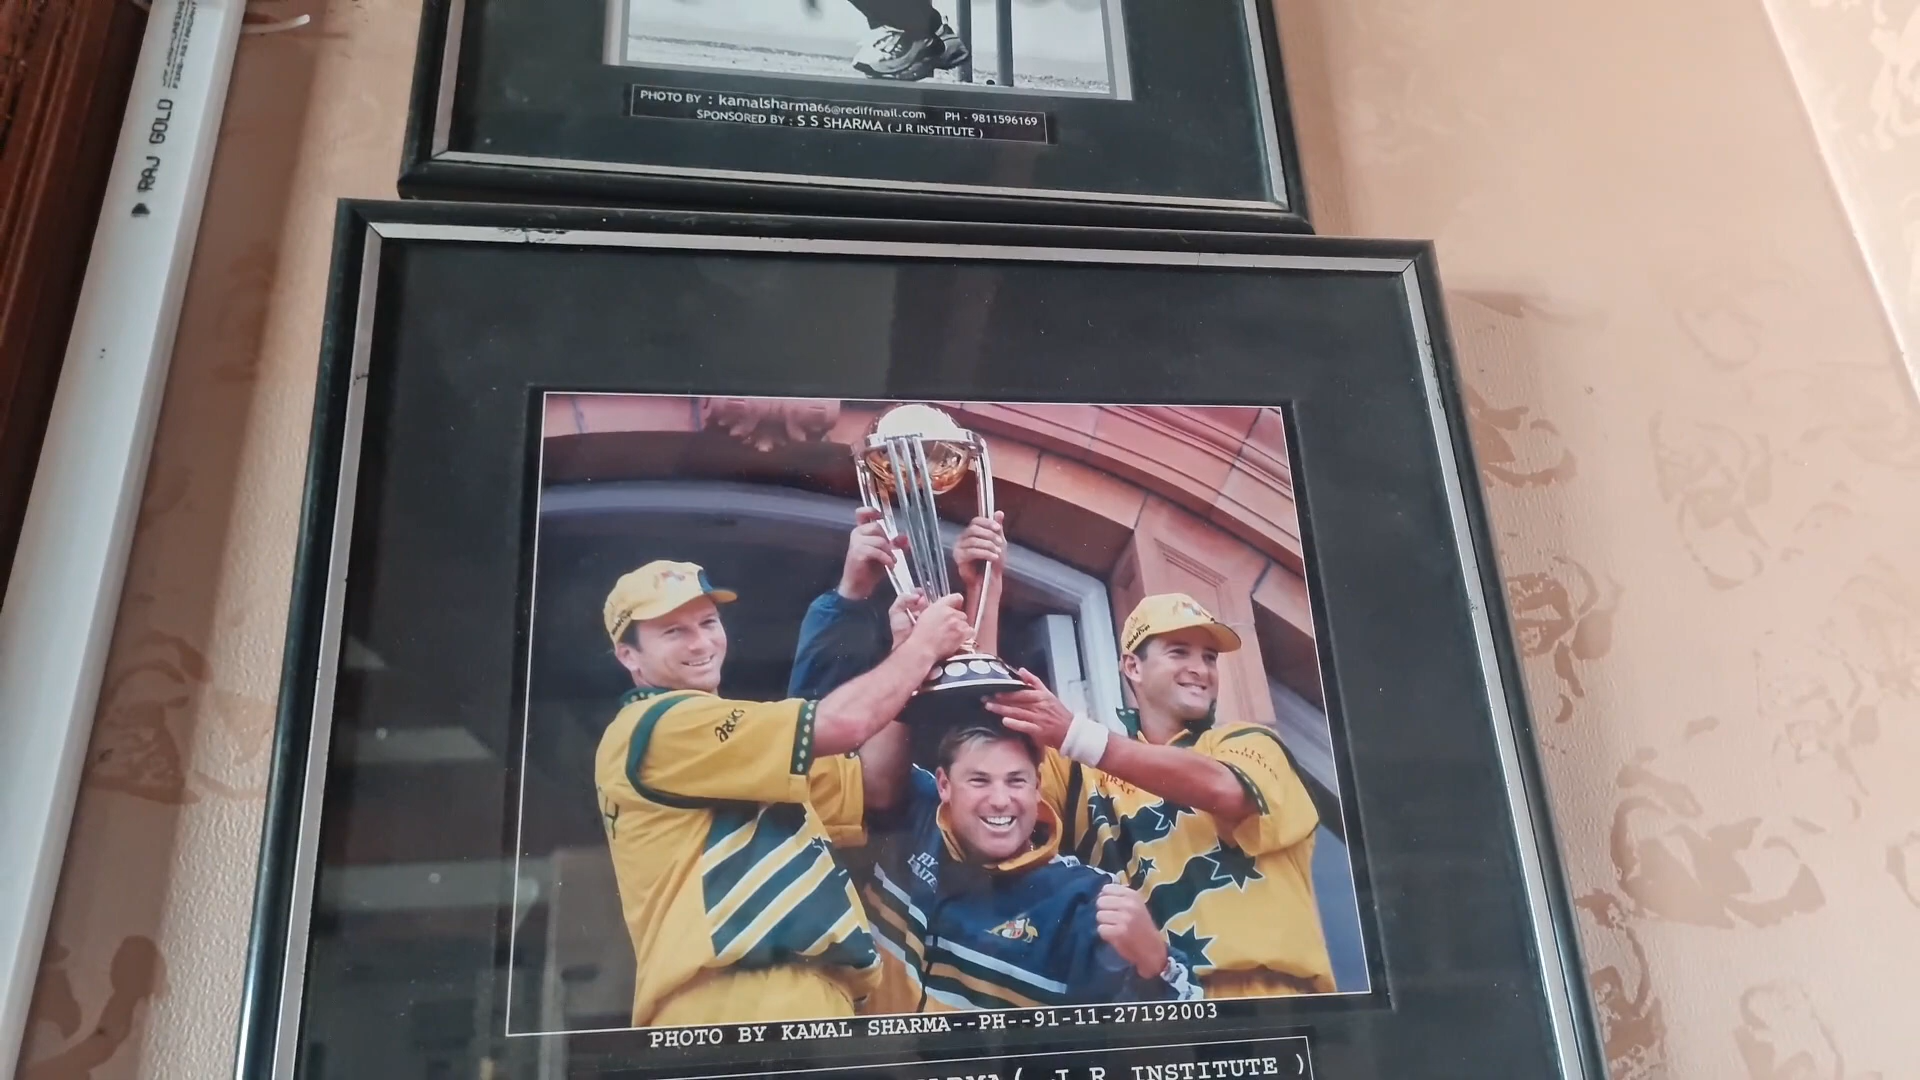 RAJ GOLD
PHOTO BY : kamalsharma66@rediffmail.com PH - 9811596169
SPONSORED BY : S S SHARMA ( J R INSTITUTE )
asics
FLY
PHOTO BY KAMAL SHARMA--PH--91-11-27192003
( J R INSTITUTE )